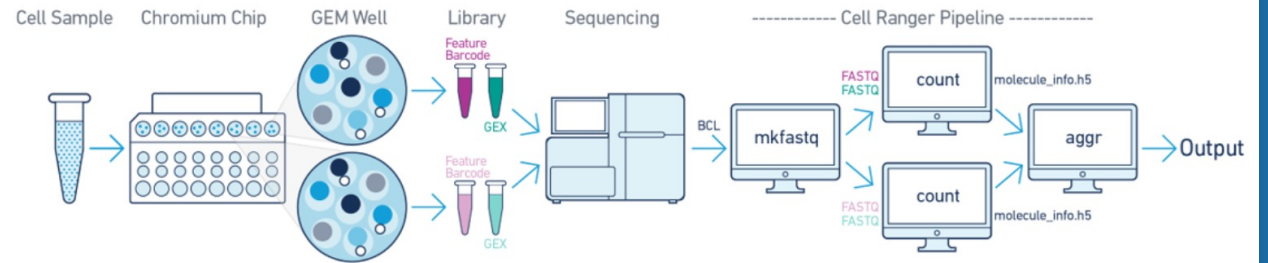 Cell Sample
Chromium Chip
GEM Well
Library
Sequencing
------------ Cell Ranger Pipeline ------------
Feature
Barcode
GEX
Feature
Barcode
GEX
BCL
mkfastq
FASTQ
FASTQ
count
molecule_info.h5
FASTQ
FASTQ
count
molecule_info.h5
aggr
Output